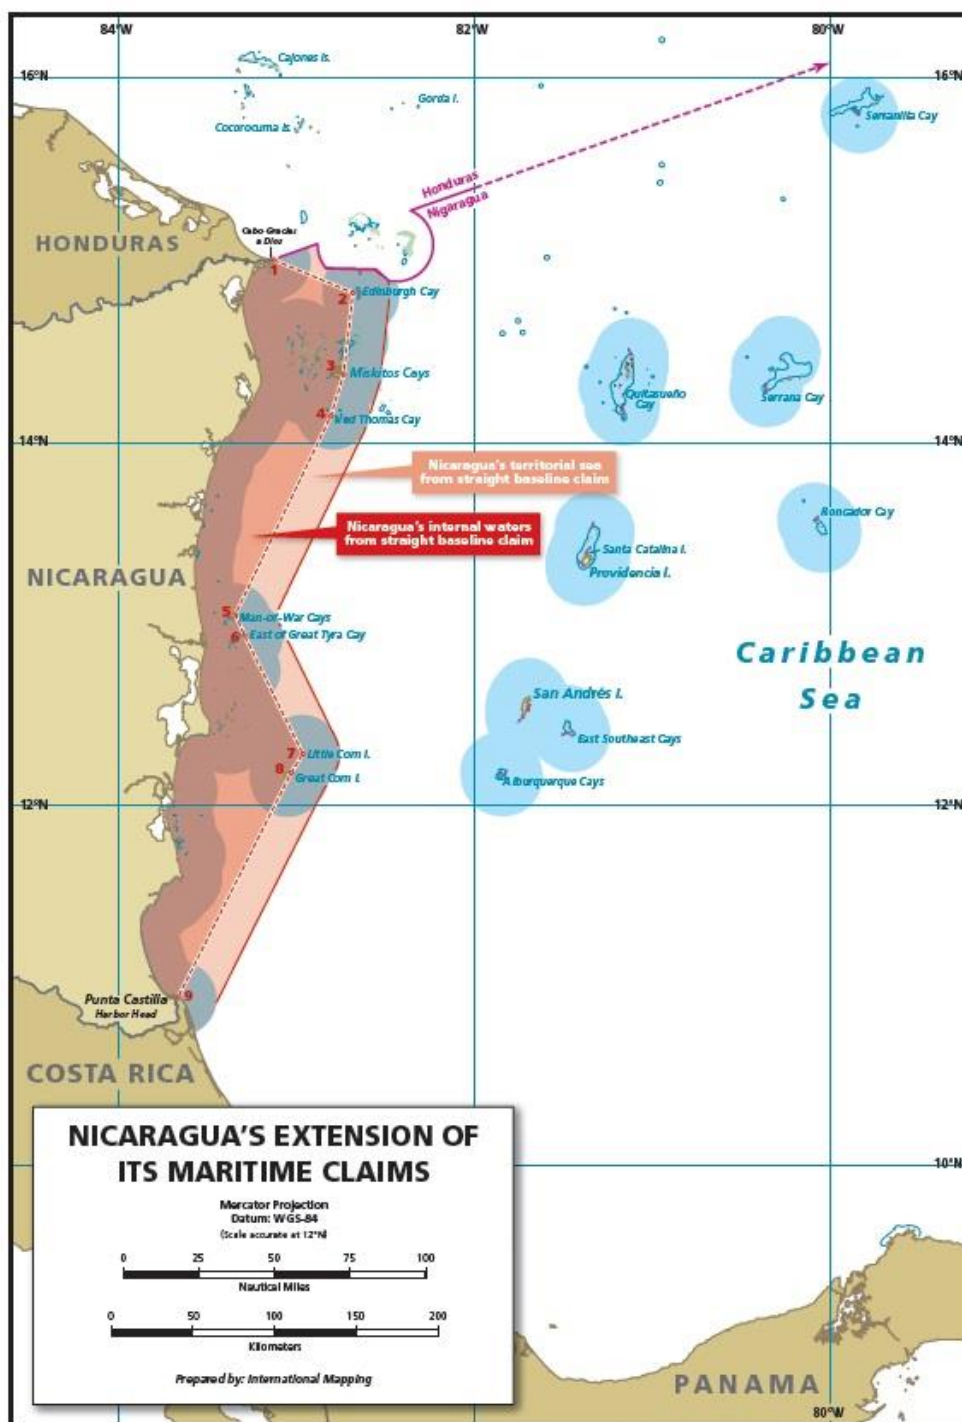 84°W
82°W
80°W
Cajones Is.
16°N
16°N
Gorda I.
Cocorocuma Is.
Serranilla Cay
Honduras
Nigaragua
Cabo Gracias
a Dios
HONDURAS
1
2
Edinburgh Cay
3
Miskitos Cays
Quitasueño
Cay
Serrana Cay
4
Ned Thomas Cay
14°N
14°N
Nicaragua's territorial sea
from straight baseline claim
Nicaragua's internal waters
from straight baseline claim
Roncador Cay
Santa Catalina I.
Providencia I.
NICARAGUA
5
Man-of-War Cays
6
East of Great Tyra Cay
Caribbean
Sea
San Andrés I.
East Southeast Cays
7
Little Corn I.
8
Great Corn I.
Alburquerque Cays
12°N
12°N
Punta Castilla
Harbor Head
9
COSTA RICA
NICARAGUA'S EXTENSION OF
ITS MARITIME CLAIMS
Mercator Projection
Datum: WGS-84
(Scale accurate at 12°N)
0 25 50 75 100
Nautical Miles
0 50 100 150 200
Kilometers
Prepared by: International Mapping
10°N
PANAMA
80°W